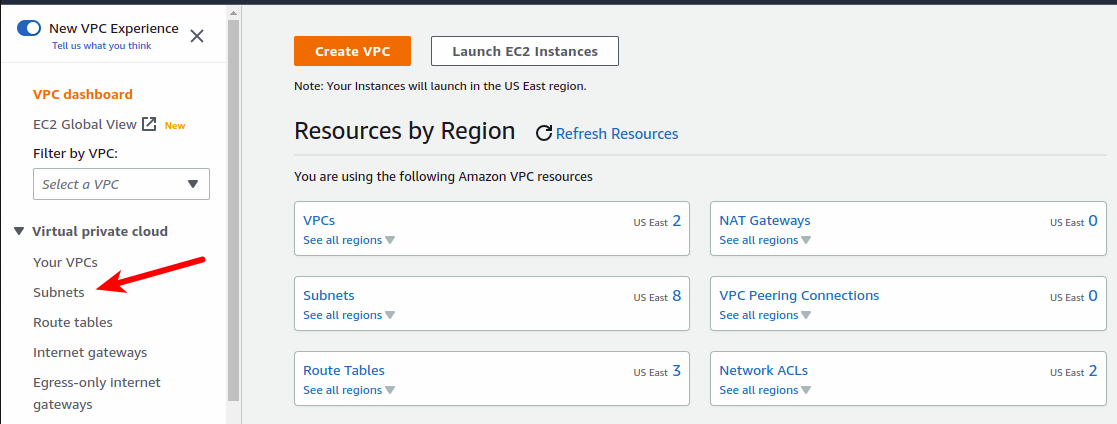 New VPC Experience
Tell us what you think
VPC dashboard
EC2 Global View New
Filter by VPC:
Select a VPC
Virtual private cloud
Your VPCs
Subnets
Route tables
Internet gateways
Egress-only internet
gateways
Create VPC
Launch EC2 Instances
Note: Your Instances will launch in the US East region.
Resources by Region
Refresh Resources
You are using the following Amazon VPC resources
VPCs US East 2
See all regions
NAT Gateways US East 0
See all regions
Subnets US East 8
See all regions
VPC Peering Connections US East 0
See all regions
Route Tables US East 3
See all regions
Network ACLs US East 2
See all regions